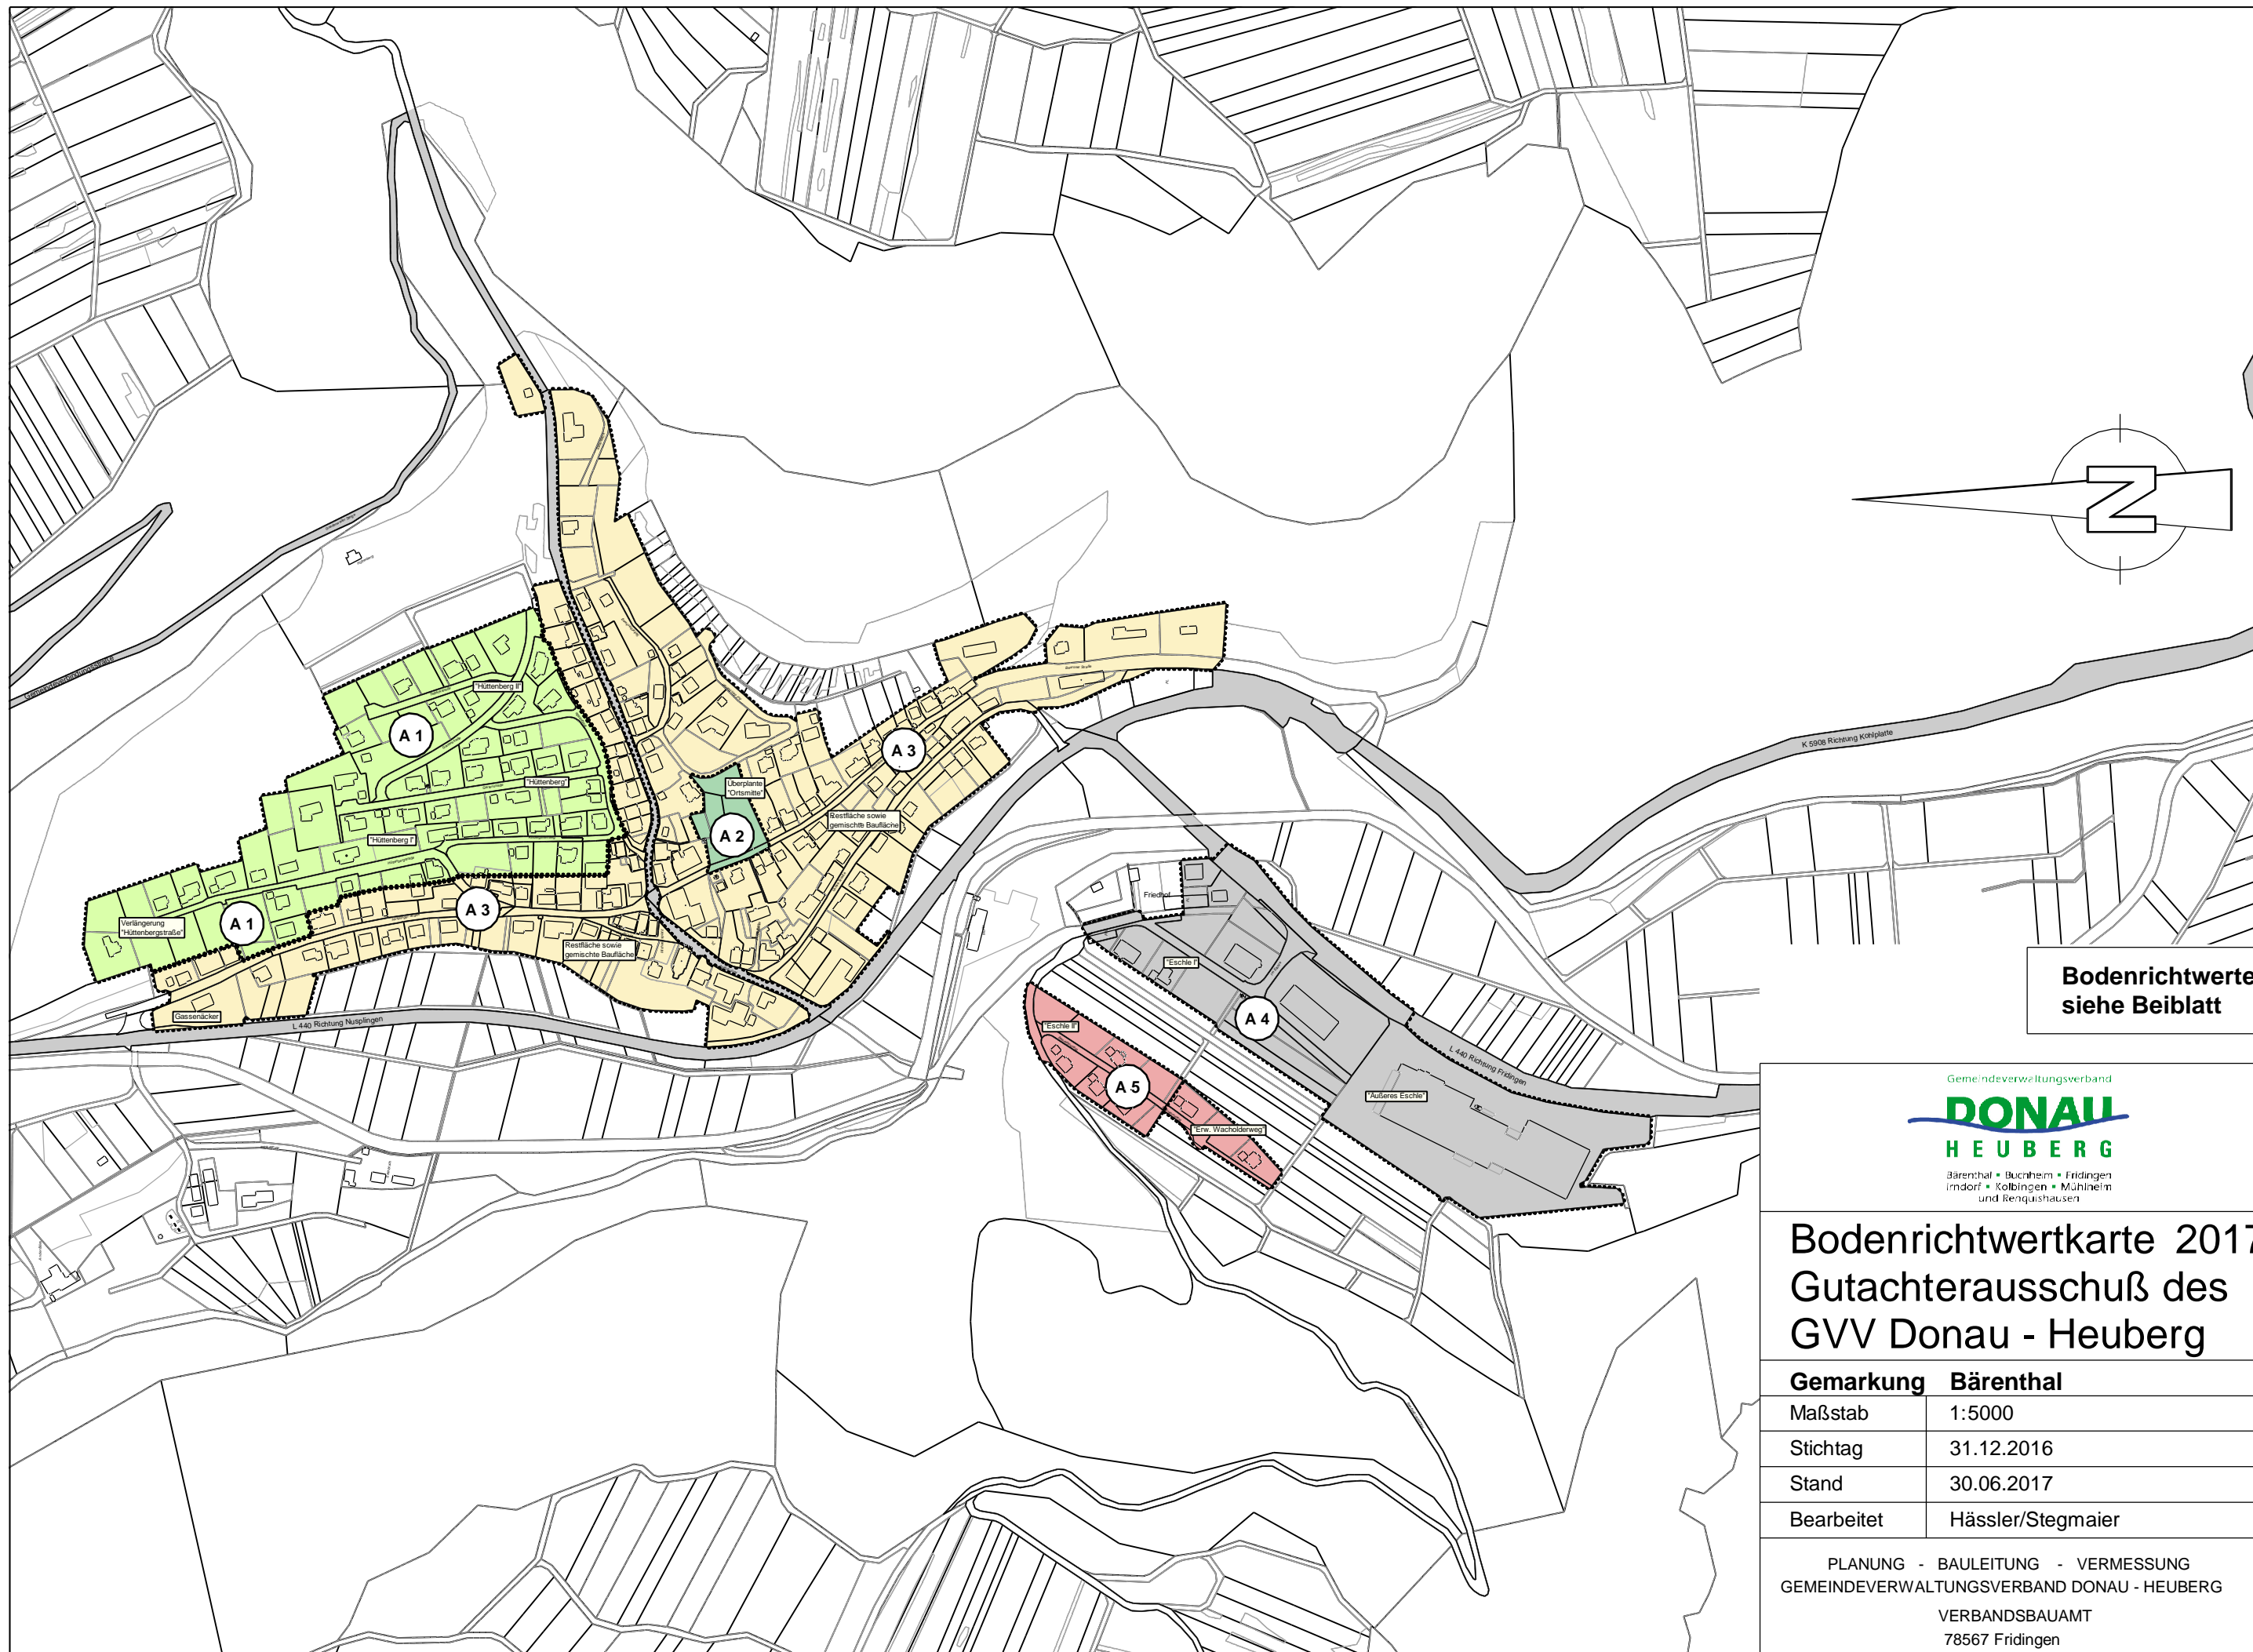 Gemeindeverbindungsstraße
"Hüttenberg II"
A 1
"Hüttenberg"
"Hüttenberg I"
Verlängerung
"Hüttenbergstraße"
A 1
A 3
Gassenäcker
Restfläche sowie
gemischte Baufläche
L 440 Richtung Nusplingen
Überplante
"Ortsmitte"
A 2
A 3
Restfläche sowie
gemischte Baufläche
N
K 5908 Richtung Kohlplatte
Friedhof
"Eschle I"
A 4
"Eschle II"
A 5
"Erw. Wacholderweg"
"Äußeres Eschle"
L 440 Richtung Fridingen
Bodenrichtwerte
siehe Beiblatt
Gemeindeverwaltungsverband
DONAU
HEUBERG
Bärenthal ▪ Buchheim ▪ Fridingen
Irndorf ▪ Kolbingen ▪ Mühlheim
und Renquishausen
Bodenrichtwertkarte 2017
Gutachterausschuß des
GVV Donau - Heuberg
Gemarkung Bärenthal
Maßstab 1:5000
Stichtag 31.12.2016
Stand 30.06.2017
Bearbeitet Hässler/Stegmaier
PLANUNG - BAULEITUNG - VERMESSUNG
GEMEINDEVERWALTUNGSVERBAND DONAU - HEUBERG
VERBANDSBAUAMT
78567 Fridingen